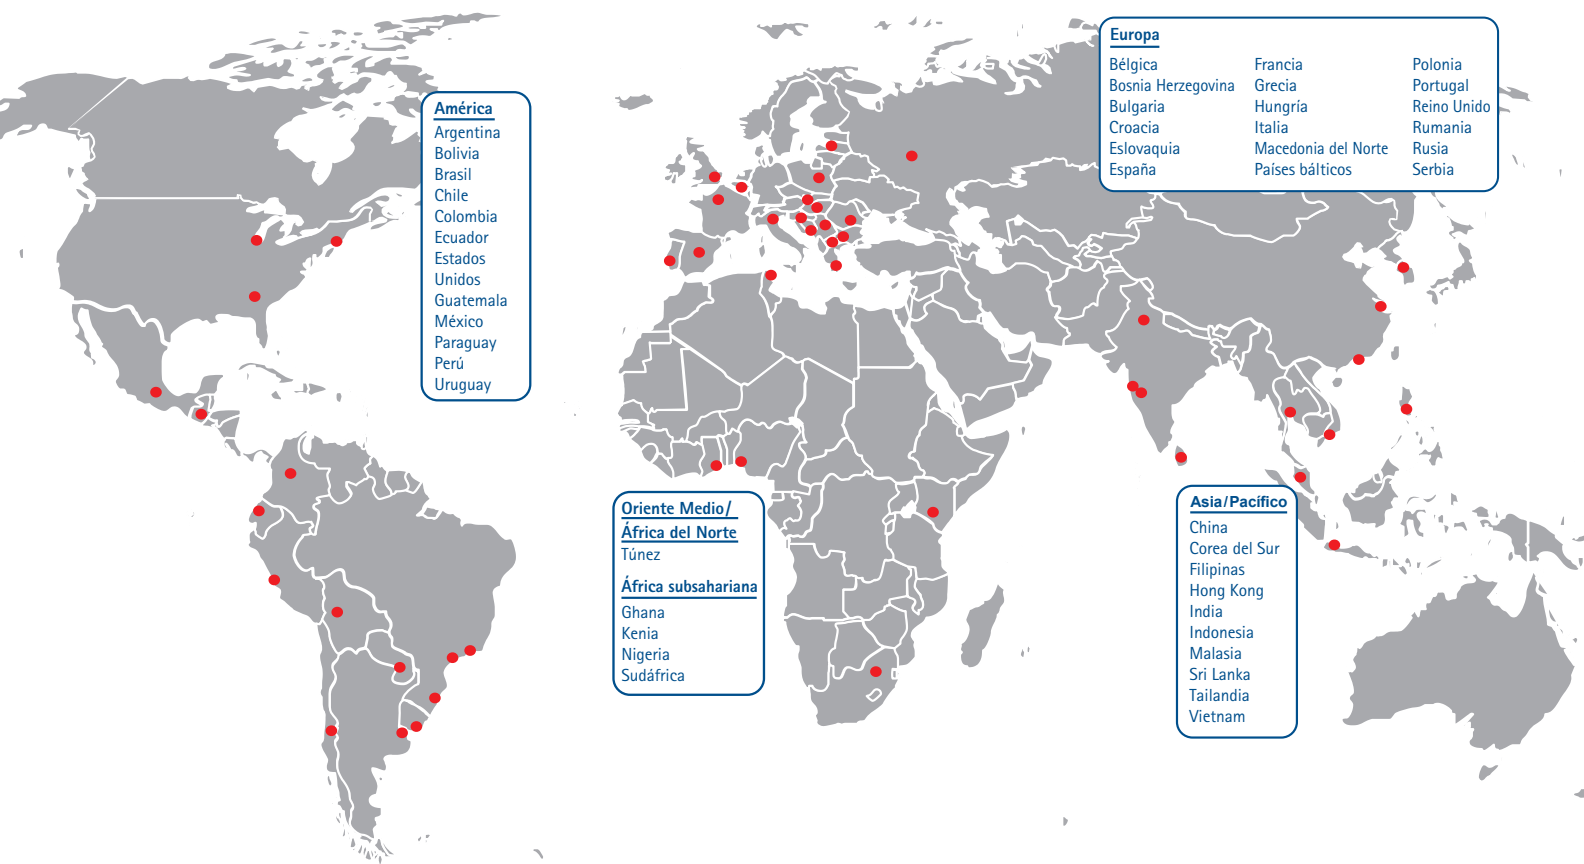 América
Argentina
Bolivia
Brasil
Chile
Colombia
Ecuador
Estados
Unidos
Guatemala
México
Paraguay
Perú
Uruguay
Europa
Bélgica
Bosnia Herzegovina
Bulgaria
Croacia
Eslovaquia
España
Francia
Grecia
Hungría
Italia
Macedonia del Norte
Países bálticos
Polonia
Portugal
Reino Unido
Rumania
Rusia
Serbia
Oriente Medio/
África del Norte
Túnez
África subsahariana
Ghana
Kenia
Nigeria
Sudáfrica
Asia/Pacífico
China
Corea del Sur
Filipinas
Hong Kong
India
Indonesia
Malasia
Sri Lanka
Tailandia
Vietnam